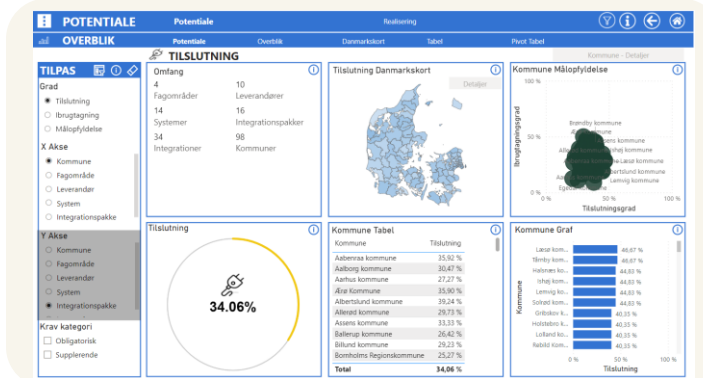 POTENTIALE
Potentiale
Realisering
OVERBLIK
Potentiale
Overblik
Danmarkskort
Tabel
Pivot Tabel
TILSLUTNING
Kommune - Detaljer
TILPAS
Grad
Tilslutning
Ibrugtagning
Målopfyldelse
X Akse
Kommune
Fagområde
Leverandør
System
Integrationspakke
Y Akse
Kommune
Fagområde
Leverandør
System
Integrationspakke
Krav kategori
Obligatorisk
Supplerende
Omfang
4 10
Fagområder Leverandører
14 16
Systemer Integrationspakker
34 98
Integrationer Kommuner
Tilslutning Danmarkskort
Detaljer
Kommune Målopfyldelse
100 %
50 %
0 %
Ibrugtagningsgrad
Brøndby kommune
Læsø kommune
Lemvig kommune
0 % 50 % 100 %
Tilslutningsgrad
Tilslutning
34.06%
Kommune Tabel
Kommune Tilslutning
Aabenraa kommune 35,92 %
Aalborg kommune 30,47 %
Aarhus kommune 27,27 %
Ærø Kommune 35,90 %
Albertslund kommune 39,24 %
Allerød kommune 29,73 %
Assens kommune 33,33 %
Ballerup kommune 26,42 %
Billund kommune 29,23 %
Bornholms Regionskommune 25,27 %
Total 34,06 %
Kommune Graf
Kommune
Læsø kom... 46,67 %
Tårnby kom... 46,67 %
Halsnæs ko... 44,83 %
Ishøj komm... 44,83 %
Lemvig ko... 44,83 %
Solrød kom... 44,83 %
Gribskov k... 40,35 %
Holstebro k... 40,35 %
Lolland ko... 40,35 %
Rebild Kom... 40,35 %
0 % 50 % 100 %
Tilslutning